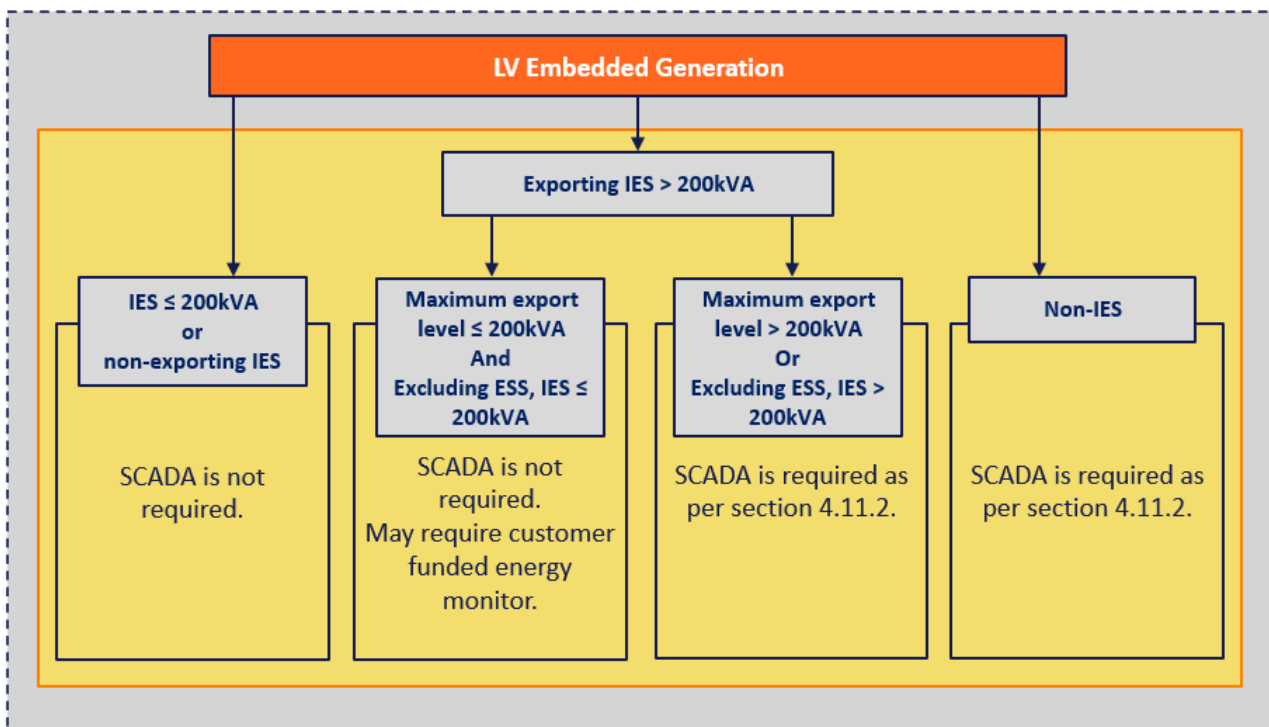 LV Embedded Generation
Exporting IES > 200kVA
IES ≤ 200kVA
or
non-exporting IES
SCADA is not
required.
Maximum export
level ≤ 200kVA
And
Excluding ESS, IES ≤
200kVA
SCADA is not
required.
May require customer
funded energy
monitor.
Maximum export
level > 200kVA
Or
Excluding ESS, IES >
200kVA
SCADA is required as
per section 4.11.2.
Non-IES
SCADA is required as
per section 4.11.2.